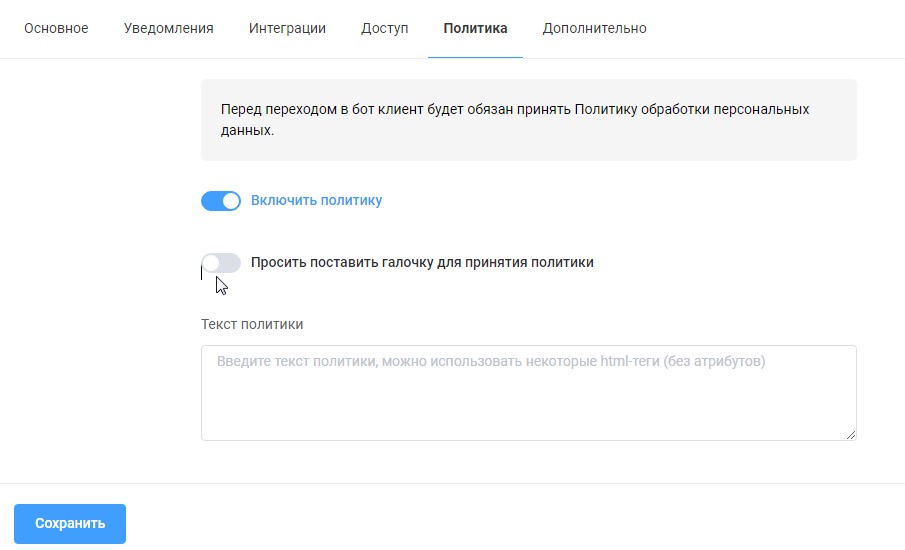 Основное Уведомления Интеграции Доступ Политика Дополнительно
Перед переходом в бот клиент будет обязан принять Политику обработки персональных
данных.
Включить политику
Просить поставить галочку для принятия политики
Текст политики
Введите текст политики, можно использовать некоторые html-теги (без атрибутов)
Сохранить